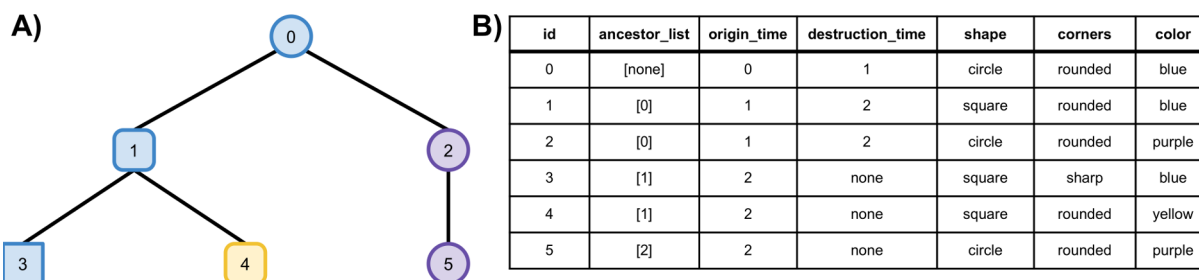 A)
0
1
2
3
4
5
B)
id ancestor_list origin_time destruction_time shape corners color
0 [none] 0 1 circle rounded blue
1 [0] 1 2 square rounded blue
2 [0] 1 2 circle rounded purple
3 [1] 2 none square sharp blue
4 [1] 2 none square rounded yellow
5 [2] 2 none circle rounded purple